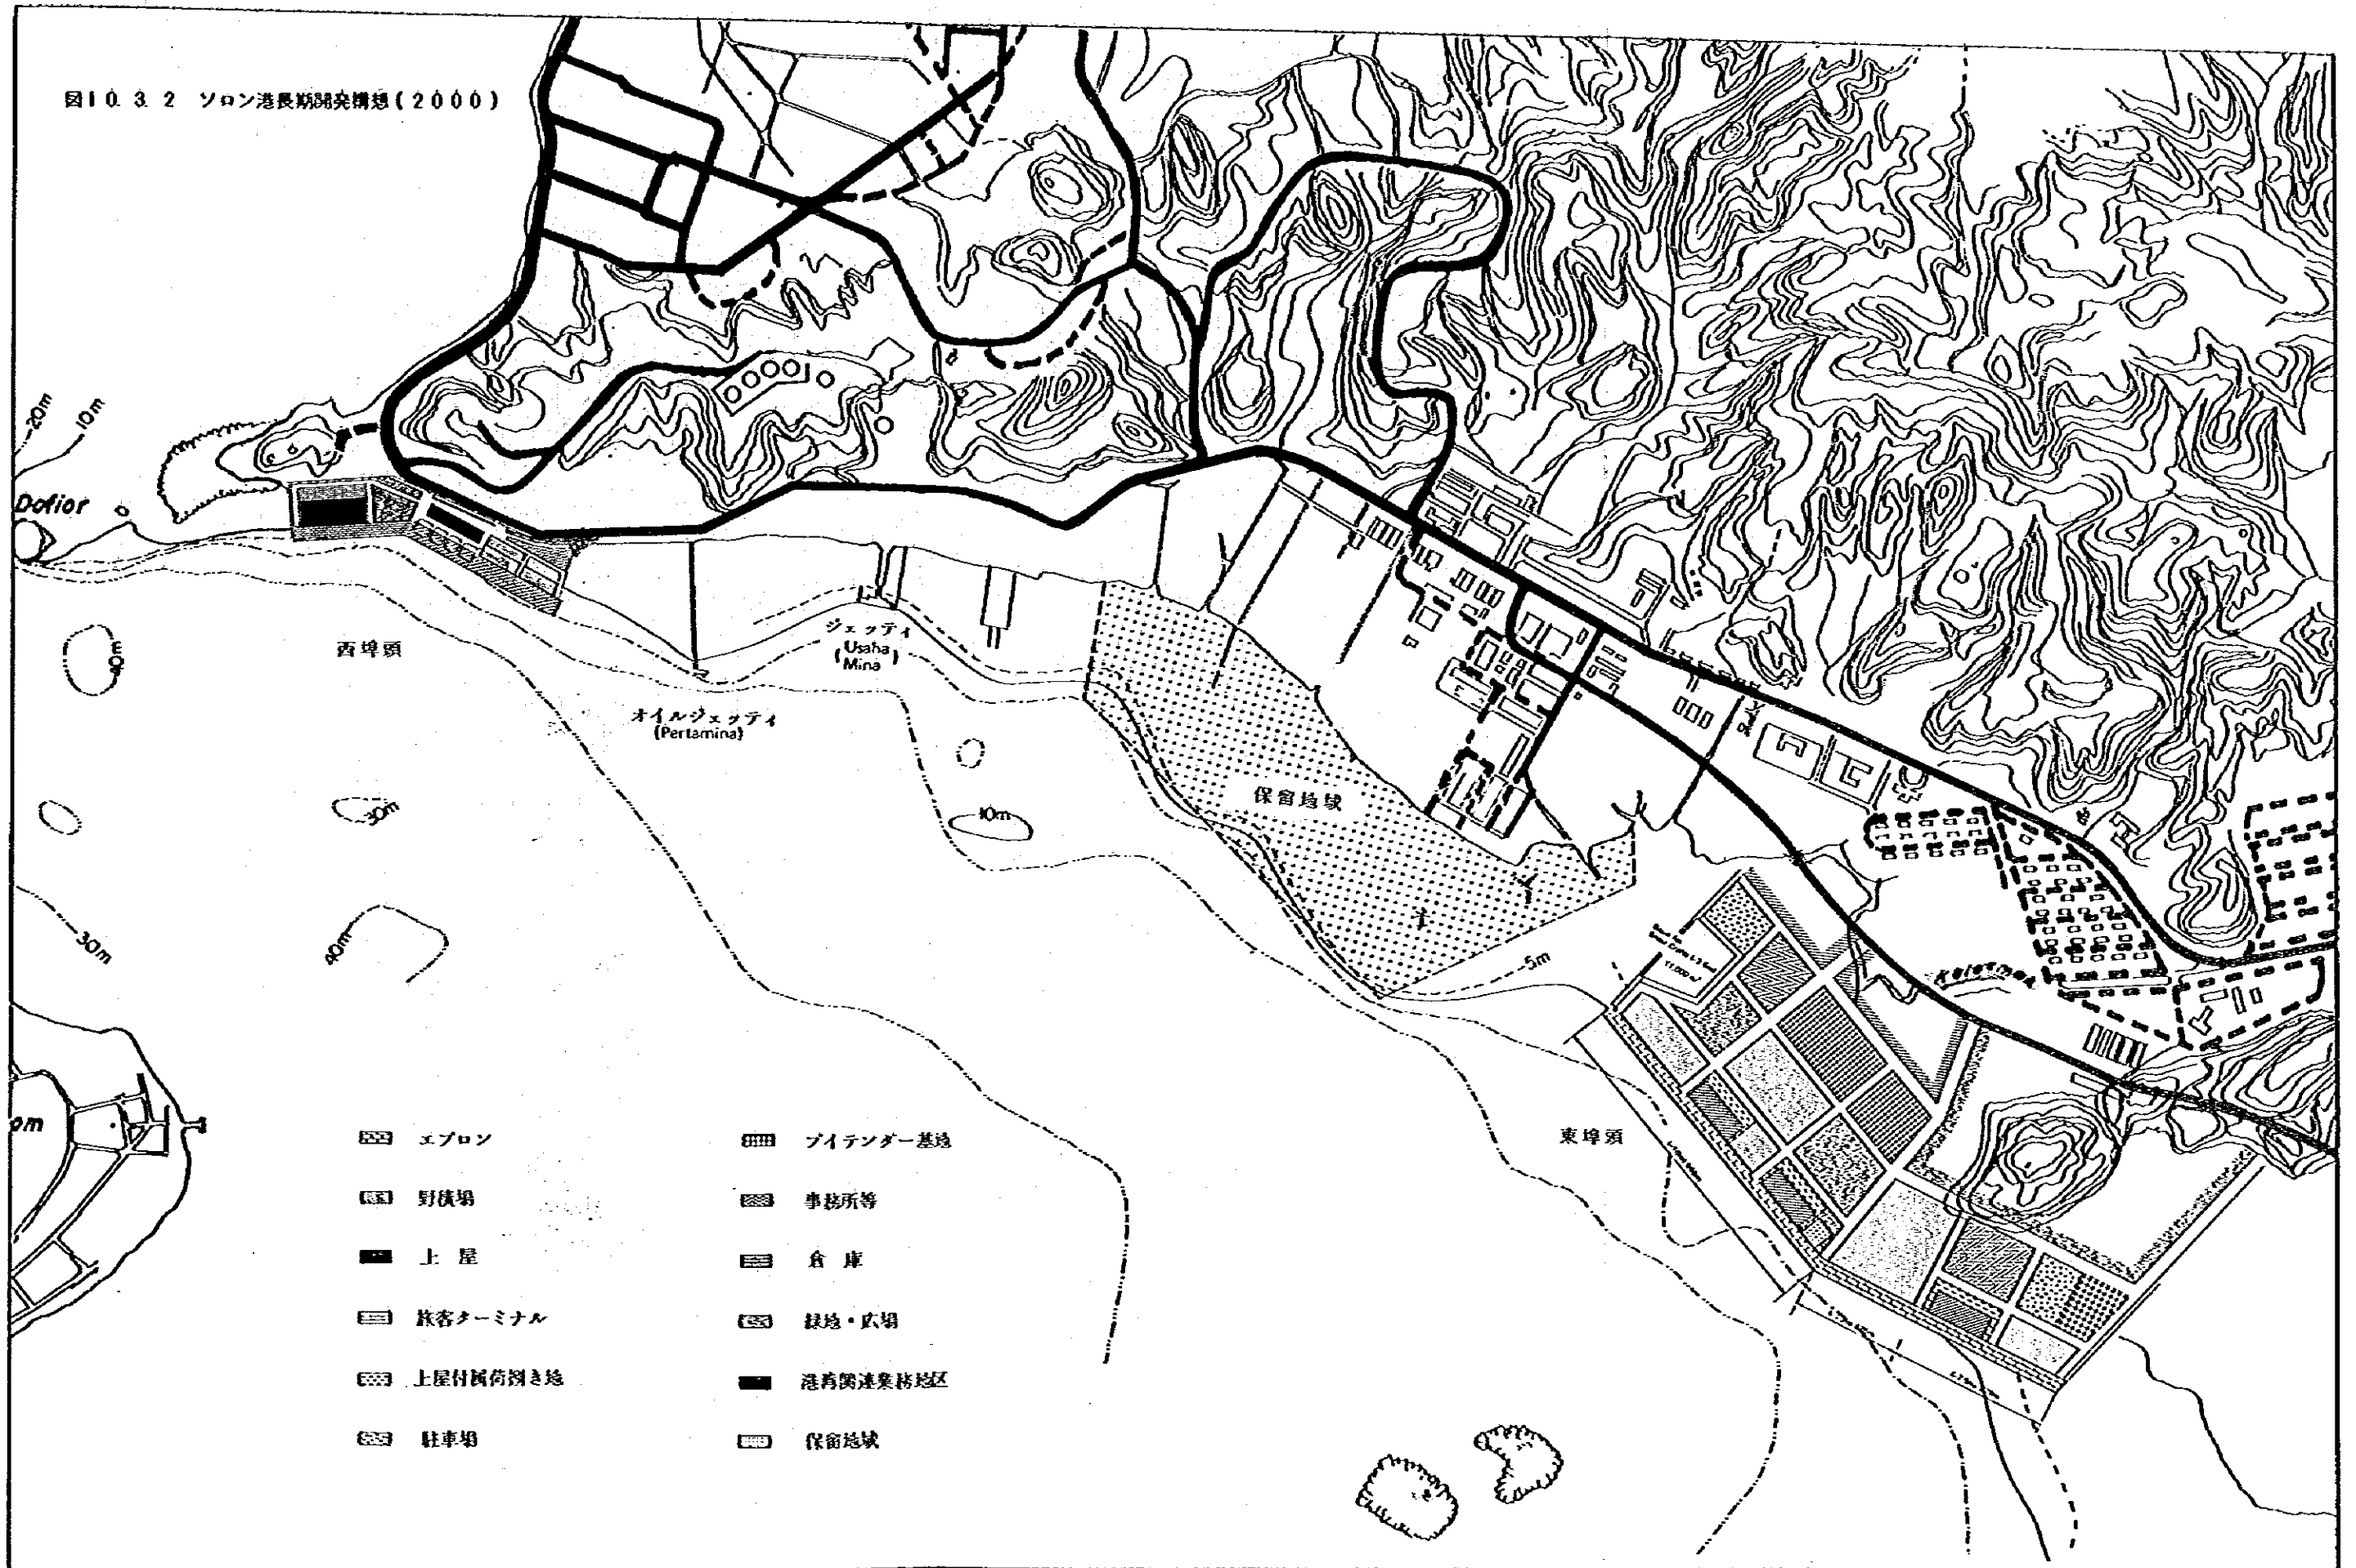 図10.3.2 ソロン港長期開発構想(2000)
20m
10m
Dofior
40m
西埠頭
ジェッティ
(Usaha
Mina)
オイルジェッティ
(Pertamina)
30m
10m
保留地域
30m
40m
5m
東埠頭
om
エプロン
野積場
上屋
旅客ターミナル
上屋付属荷捌き地
駐車場
ブイテンダー基地
事務所等
倉庫
緑地・広場
港湾関連業務地区
保留地域